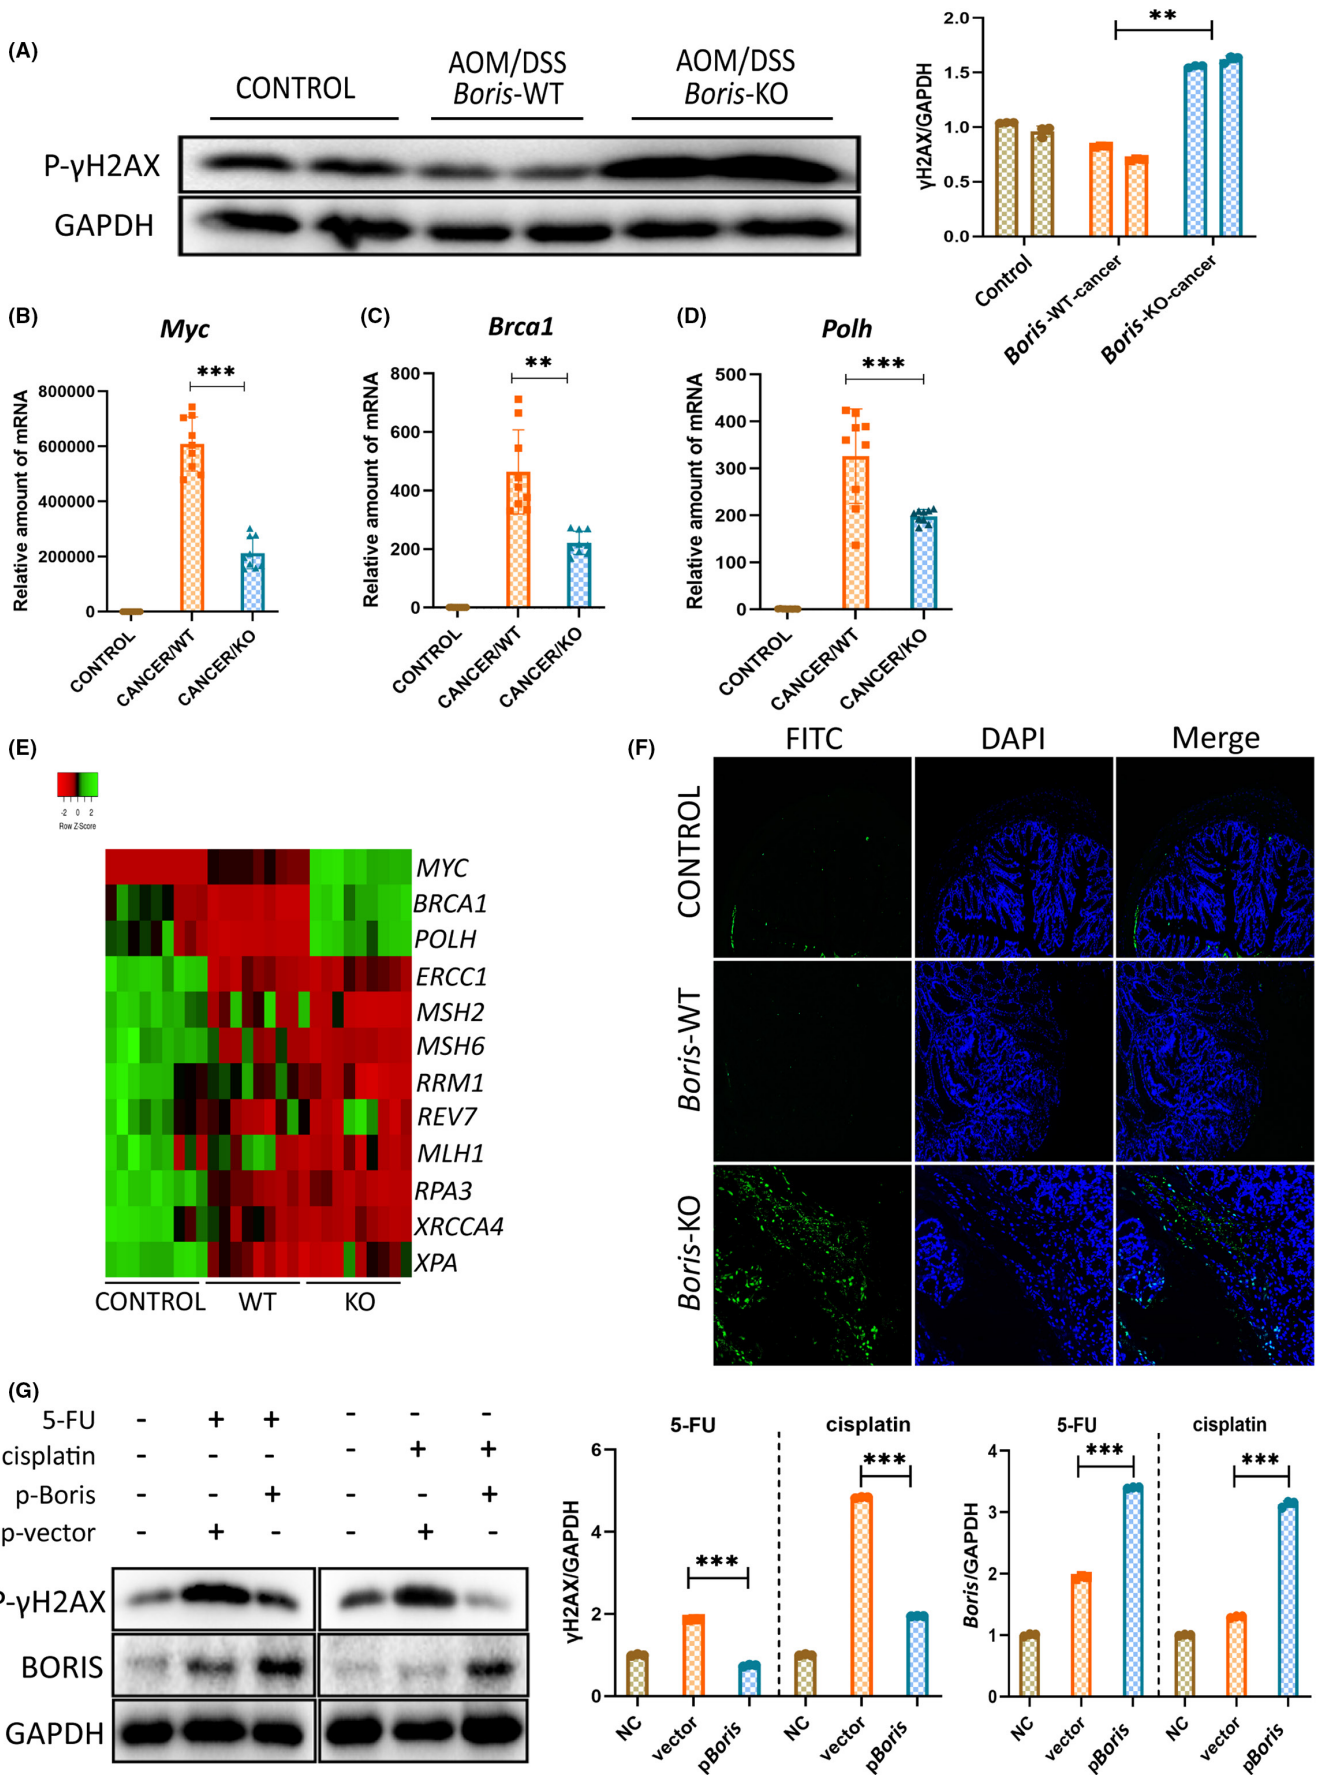 (A)
CONTROL
AOM/DSS
Boris-WT
AOM/DSS
Boris-KO
P-γH2AX
GAPDH
γH2AX/GAPDH
2.0
1.5
1.0
0.5
0.0
**
Control
Boris-WT-cancer
Boris-KO-cancer
(B)
Myc
***
Relative amount of mRNA
800000
600000
400000
200000
0
CONTROL
CANCER/WT
CANCER/KO
(C)
Brca1
**
Relative amount of mRNA
800
600
400
200
0
CONTROL
CANCER/WT
CANCER/KO
(D)
Polh
***
Relative amount of mRNA
500
400
300
200
100
0
CONTROL
CANCER/WT
CANCER/KO
(E)
-2 0 2
Row Z-Score
MYC
BRCA1
POLH
ERCC1
MSH2
MSH6
RRM1
REV7
MLH1
RPA3
XRCCA4
XPA
CONTROL WT KO
(F)
FITC DAPI Merge
CONTROL
Boris-WT
Boris-KO
(G)
5-FU - + + - - -
cisplatin - - - - + +
p-Boris - - + - - +
p-vector - + - - + -
P-γH2AX
BORIS
GAPDH
5-FU cisplatin
γH2AX/GAPDH
6
4
2
0
***
***
NC
vector
pBoris
NC
vector
pBoris
5-FU cisplatin
Boris/GAPDH
4
3
2
1
0
***
***
NC
vector
pBoris
NC
vector
pBoris